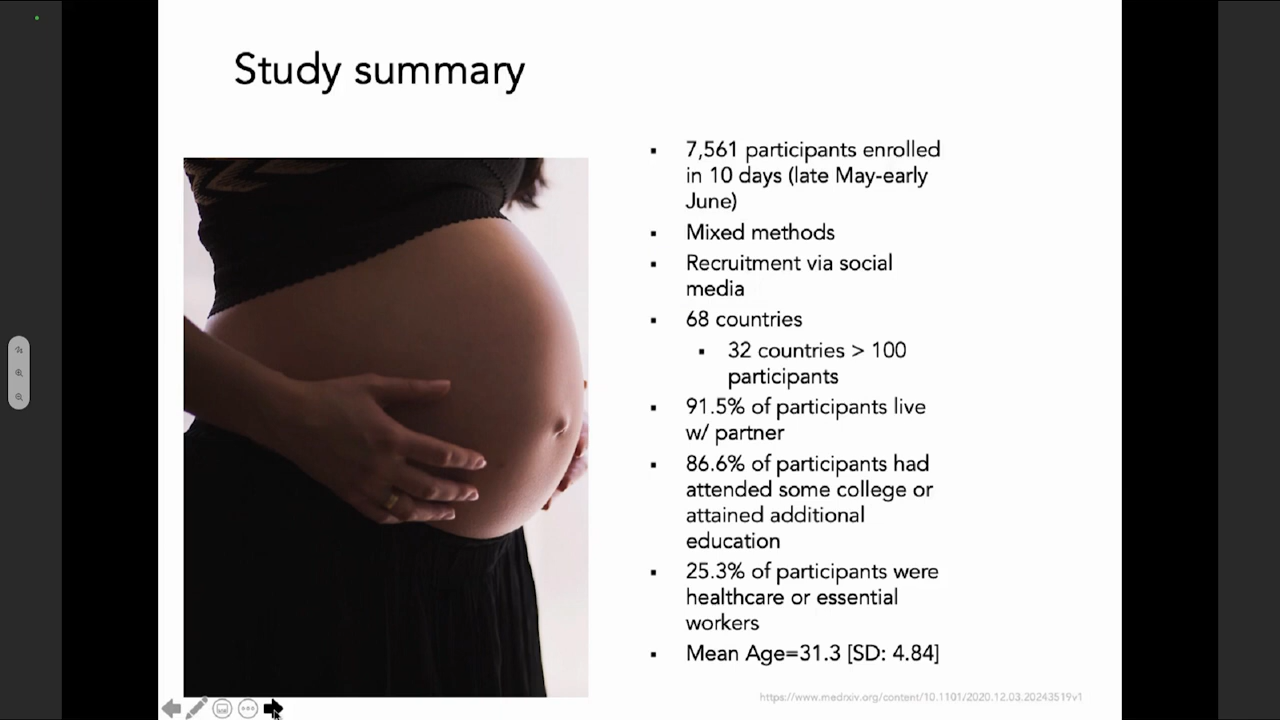 Study summary
▪ 7,561 participants enrolled
in 10 days (late May-early
June)
▪ Mixed methods
▪ Recruitment via social
media
▪ 68 countries
▪ 32 countries > 100
participants
▪ 91.5% of participants live
w/ partner
▪ 86.6% of participants had
attended some college or
attained additional
education
▪ 25.3% of participants were
healthcare or essential
workers
▪ Mean Age=31.3 [SD: 4.84]
https://www.medrxiv.org/content/10.1101/2020.12.03.20243519v1